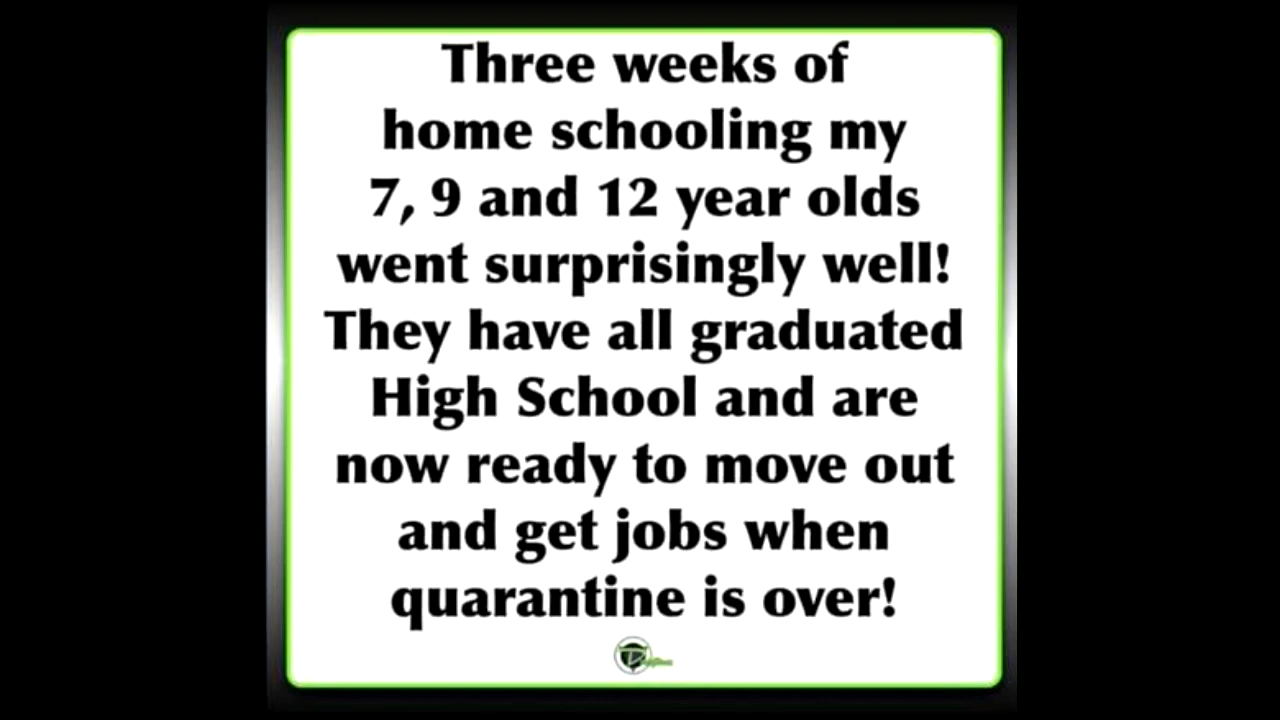 Three weeks of
home schooling my
7, 9 and 12 year olds
went surprisingly well!
They have all graduated
High School and are
now ready to move out
and get jobs when
quarantine is over!